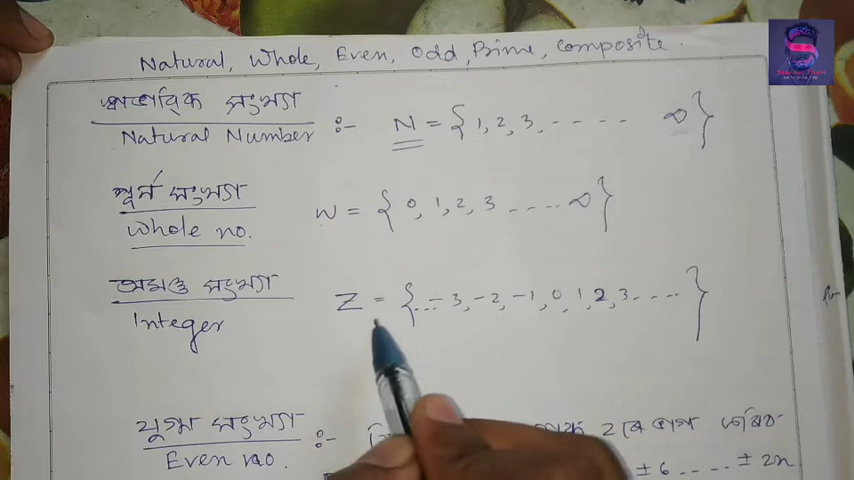 Natural, Whole, Even, Odd, Prime, Composite.
সংখ্যা
Natural Number :- N = {1, 2, 3, - - - - - ∞}
পূর্ন সংখ্যা
Whole no. W = {0, 1, 2, 3 - - - .. ∞}
অখণ্ড সংখ্যা
Integer Z = {... - 3, - 2, - 1, 0, 1, 2, 3 - - - -}
যুগ্ম সংখ্যা :- 2
Even no. ± 6 ..... ± 2n